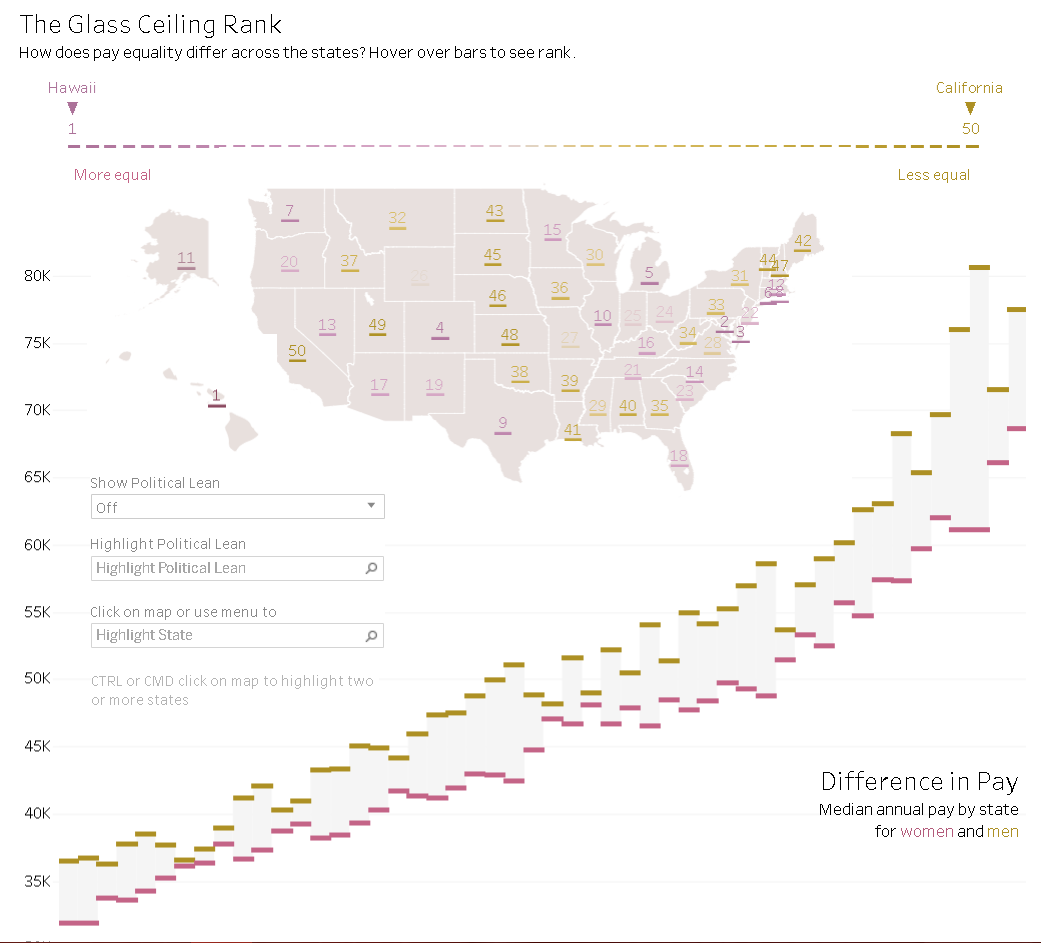 The Glass Ceiling Rank
How does pay equality differ across the states? Hover over bars to see rank.
Hawaii California
1 50
More equal Less equal
7 32 43 15 42
11 20 37 26 45 30 5 31 44 47
80K
36 46 10 25 24 33 12 6 8 22
13 49 4 48 27 16 34 2 3 28
75K
50 17 19 38 39 21 14 23
70K
1 9 41 29 40 35 18
65K
Show Political Lean
Off
60K
Highlight Political Lean
Highlight Political Lean
55K
Click on map or use menu to
Highlight State
50K
CTRL or CMD click on map to highlight two
or more states
45K
Difference in Pay
Median annual pay by state
for women and men
40K
35K